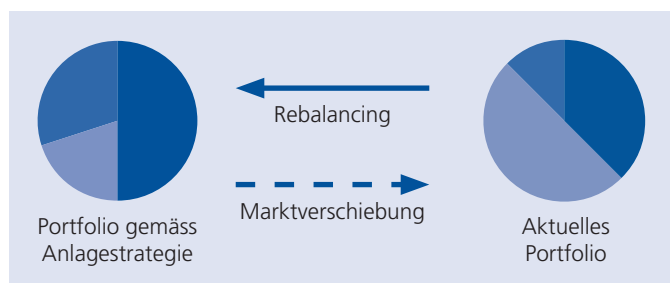 Rebalancing
Marktverschiebung
Portfolio gemäss
Anlagestrategie
Aktuelles
Portfolio